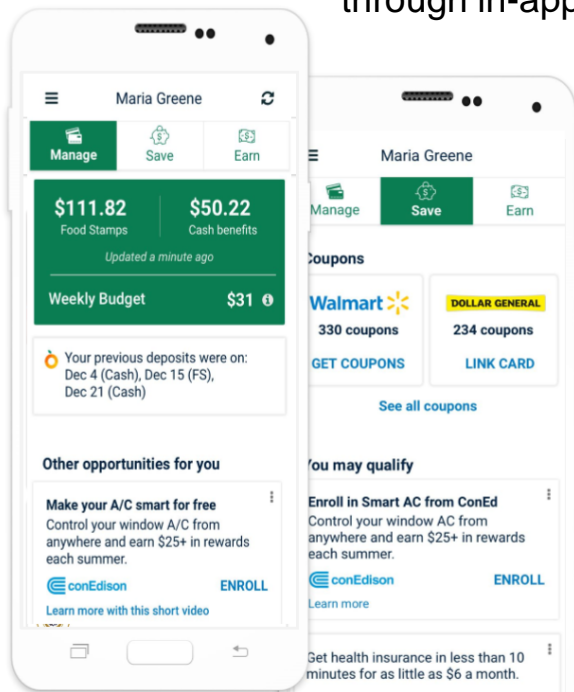 through in-app
Maria Greene
Manage
Save
Earn
$111.82
$50.22
Food Stamps
Cash benefits
Updated a minute ago
Weekly Budget
$31
Your previous deposits were on:
Dec 4 (Cash), Dec 15 (FS),
Dec 21 (Cash)
Other opportunities for you
Make your A/C smart for free
Control your window A/C from
anywhere and earn $25+ in rewards
each summer.
conEdison
ENROLL
Learn more with this short video
Maria Greene
Manage
Save
Earn
Coupons
Walmart
DOLLAR GENERAL
330 coupons
234 coupons
GET COUPONS
LINK CARD
See all coupons
You may qualify
Enroll in Smart AC from ConEd
Control your window AC from
anywhere and earn $25+ in rewards
each summer.
conEdison
ENROLL
Learn more
Get health insurance in less than 10
minutes for as little as $6 a month.